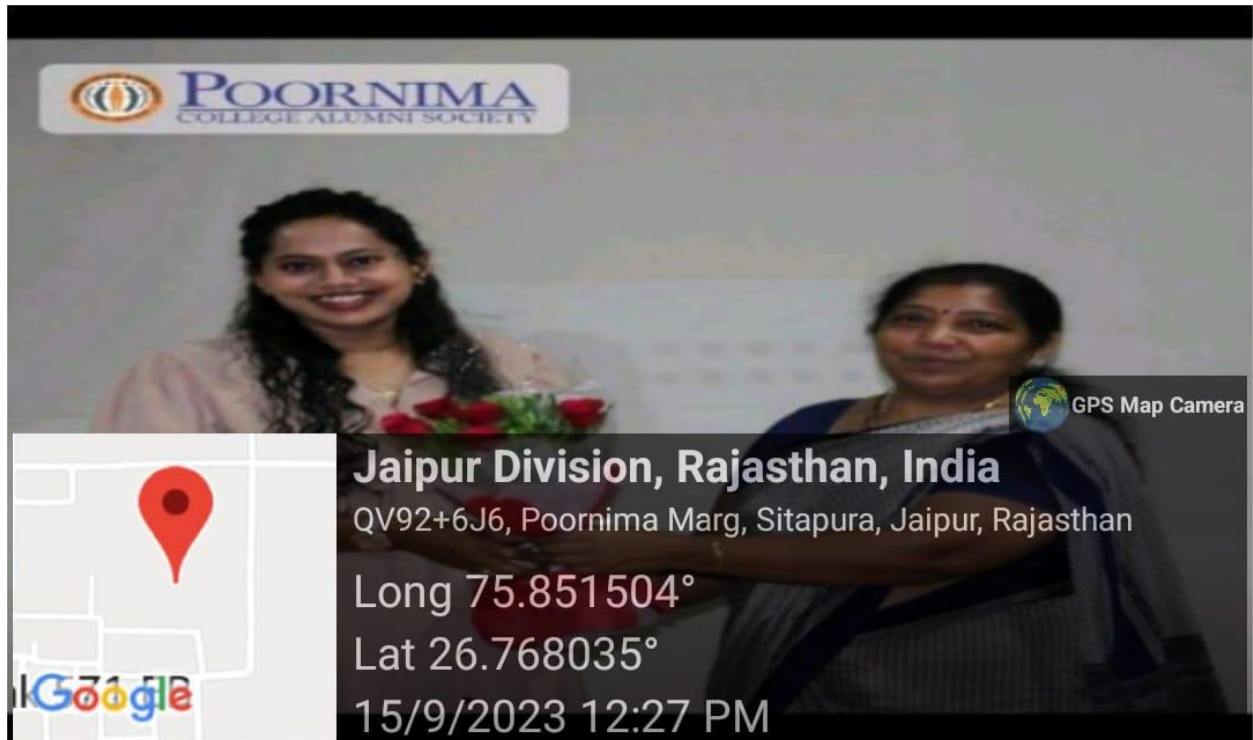 POORNIMA
COLLEGE ALUMNI SOCIETY
GPS Map Camera
Jaipur Division, Rajasthan, India
QV92+6J6, Poornima Marg, Sitapura, Jaipur, Rajasthan
Long 75.851504°
Lat 26.768035°
15/9/2023 12:27 PM
Google